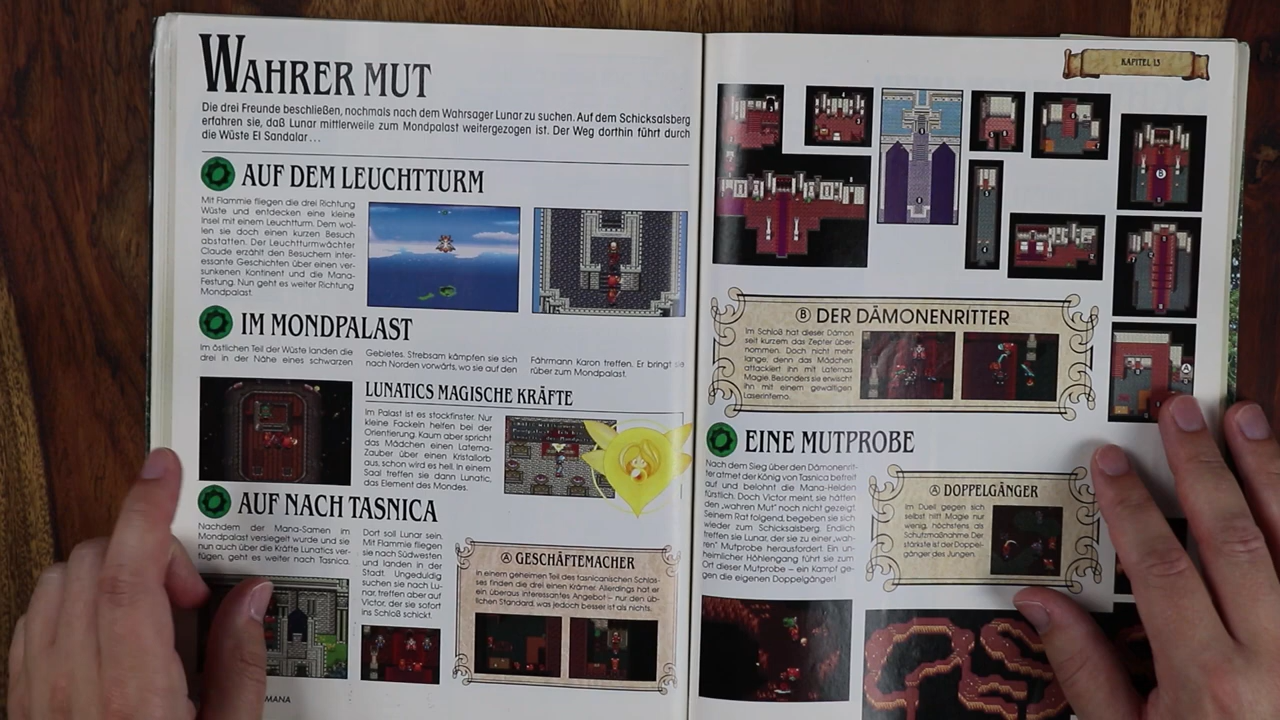 WAHRER MUT
Die drei Freunde beschließen, nochmals nach dem Wahrsager Lunar zu suchen. Auf dem Schicksalsberg
erfahren sie, daß Lunar mittlerweile zum Mondpalast weitergezogen ist. Der Weg dorthin führt durch
die Wüste El Sandalar ...
AUF DEM LEUCHTTURM
Mit Flammie fliegen die drei Richtung
Wüste und entdecken eine kleine
Insel mit einem Leuchtturm. Dem wol-
len sie doch einen kurzen Besuch
abstatten. Der Leuchtturmwächter
Claude erzählt den Besuchern inter-
essante Geschichten über einen ver-
sunkenen Kontinent und die Mana-
Festung. Nun geht es weiter Richtung
Mondpalast.
IM MONDPALAST
Im östlichen Teil der Wüste landen die
drei in der Nähe eines schwarzen
Gebietes. Strebsam kämpfen sie sich
nach Norden vorwärts, wo sie auf den
Fährmann Karon treffen. Er bringt sie
rüber zum Mondpalast.
LUNATICS MAGISCHE KRÄFTE
Im Palast ist es stockfinster. Nur
kleine Fackeln helfen bei der
Orientierung. Kaum aber spricht
das Mädchen einen Laterna-
Zauber über einen Kristallorb
aus, schon wird es hell. In einem
Saal treffen sie dann Lunatic,
das Element des Mondes.
AUF NACH TASNICA
Nachdem der Mana-Samen im
Mondpalast versiegelt wurde und sie
nun auch über die Kräfte Lunatics ver-
fügen, geht es weiter nach Tasnica.
Dort soll Lunar sein.
Mit Flammie fliegen
sie nach Südwesten
und landen in der
Stadt. Ungeduldig
suchen sie nach Lu-
nar, treffen aber auf
Victor, der sie sofort
ins Schloß schickt.
A GESCHÄFTEMACHER
In einem geheimen Teil des tasnicanischen Schlos-
ses finden die drei einen Krämer. Allerdings hat er
ein überaus interessantes Angebot – nur den üb-
lichen Standard, was jedoch besser ist als nichts.
MANA
KAPITEL 13
B DER DÄMONENRITTER
Im Schloß hat dieser Dämon
seit kurzem das Zepter über-
nommen. Doch nicht mehr
lange, denn das Mädchen
attackiert ihn mit Laternas
Magie. Besonders sie erwischt
ihn mit einem gewaltigen
Laserinferno.
EINE MUTPROBE
Nach dem Sieg über den Dämonenrit-
ter atmet der König von Tasnica befreit
auf und belohnt die Mana-Helden
fürstlich. Doch Victor meint, sie hätten
den „wahren Mut" noch nicht gezeigt.
Seinem Rat folgend, begeben sie sich
wieder zum Schicksalsberg. Endlich
treffen sie Lunar, der sie zu einer „wah-
ren" Mutprobe herausfordert. Ein un-
heimlicher Höhlengang führt sie zum
Ort dieser Mutprobe – ein Kampf ge-
gen die eigenen Doppelgänger!
A DOPPELGÄNGER
Im Duell gegen sich
selbst hilft Magie nur
wenig, höchstens als
Schutzmaßnahme. Der
stärkste ist der Doppel-
gänger des Jungen.